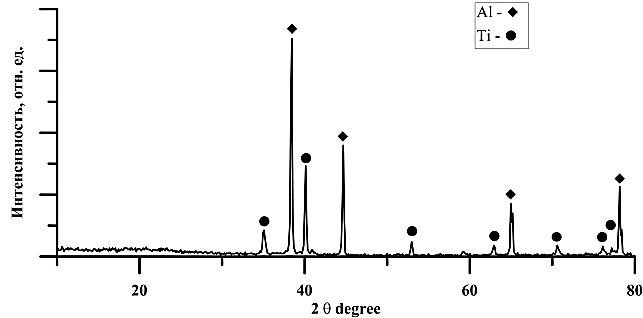 Al - ◆
Ti - ●
Интенсивность, отн. ед.
20 40 60 80
2 θ degree